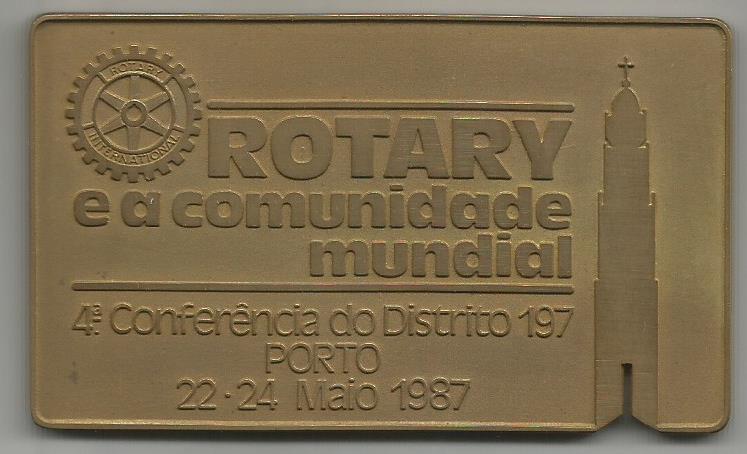 ROTARY
INTERNATIONAL
ROTARY
e a comunidade
mundial
4ª Conferência do Distrito 197
PORTO
22·24 Maio 1987